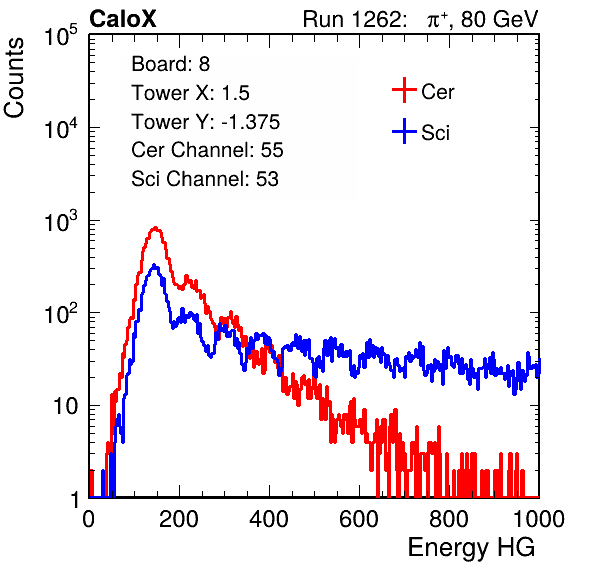 CaloX Run 1262: π⁺, 80 GeV
Counts
10⁵
10⁴
10³
10²
10
1
Board: 8
Tower X: 1.5
Tower Y: -1.375
Cer Channel: 55
Sci Channel: 53
Cer
Sci
0 200 400 600 800 1000
Energy HG